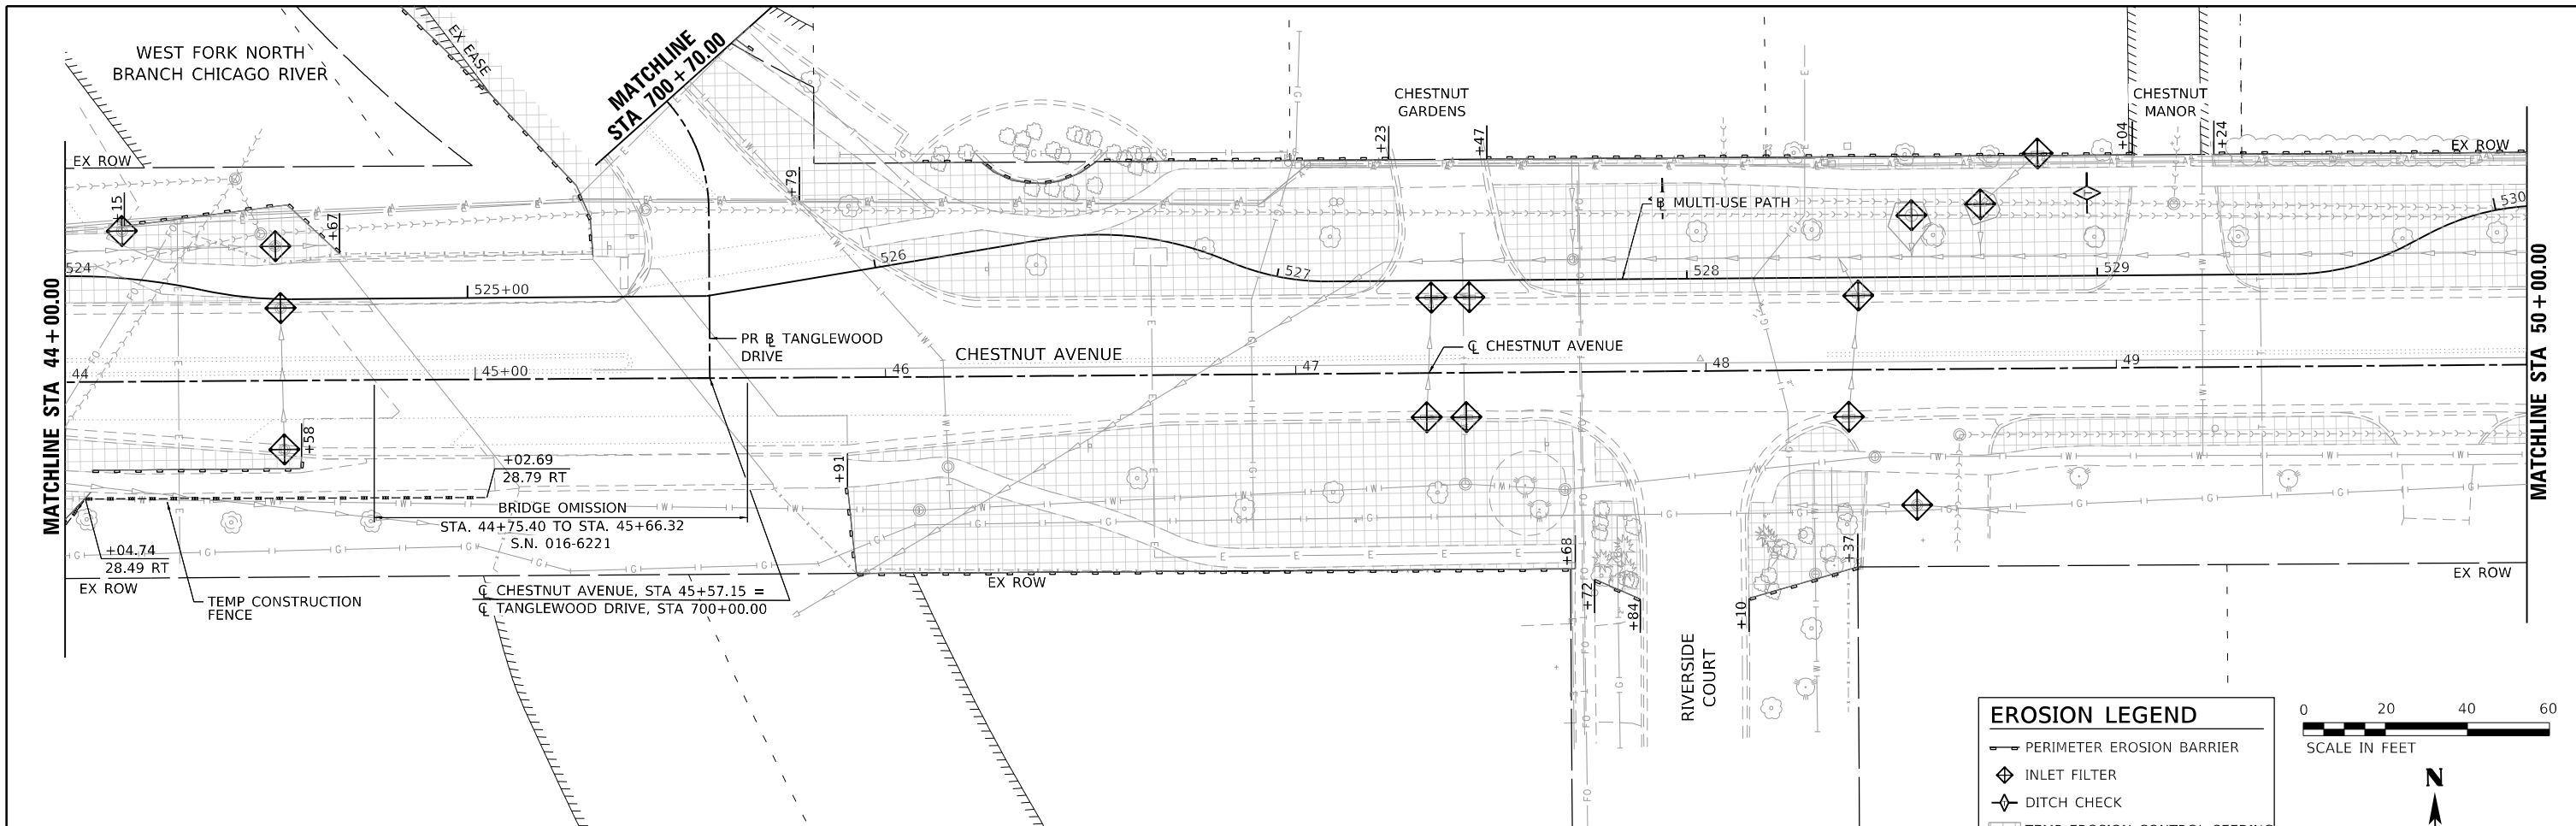 WEST FORK NORTH
BRANCH CHICAGO RIVER
EX EASE
MATCHLINE
STA 700+70.00
CHESTNUT
GARDENS
CHESTNUT
MANOR
EX ROW
EX ROW
+15
+67
+79
+23
+47
+04
+24
℄ MULTI-USE PATH
524
525+00
526
527
528
529
530
PR ℄ TANGLEWOOD
DRIVE
CHESTNUT AVENUE
℄ CHESTNUT AVENUE
44
45+00
46
47
48
49
MATCHLINE STA 44+00.00
MATCHLINE STA 50+00.00
+58
+91
+02.69
28.79 RT
BRIDGE OMISSION
STA. 44+75.40 TO STA. 45+66.32
S.N. 016-6221
+04.74
28.49 RT
EX ROW
EX ROW
EX ROW
TEMP CONSTRUCTION
FENCE
℄ CHESTNUT AVENUE, STA 45+57.15 =
℄ TANGLEWOOD DRIVE, STA 700+00.00
+68
+72
+84
+10
+37
RIVERSIDE
COURT
EROSION LEGEND
PERIMETER EROSION BARRIER
INLET FILTER
DITCH CHECK
TEMP EROSION CONTROL SEEDING
0 20 40 60
SCALE IN FEET
N